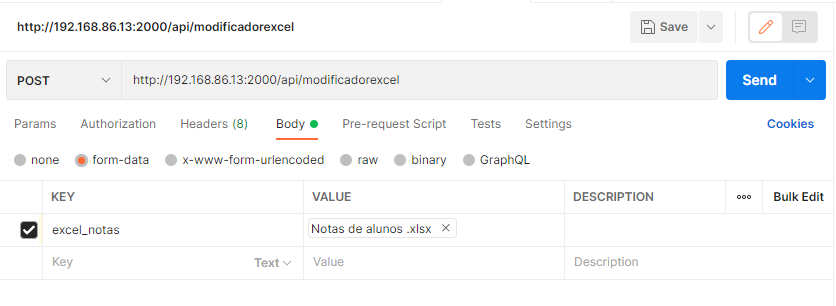 http://192.168.86.13:2000/api/modificadorexcel
Save
POST
http://192.168.86.13:2000/api/modificadorexcel
Send
Params Authorization Headers (8) Body Pre-request Script Tests Settings Cookies
none form-data x-www-form-urlencoded raw binary GraphQL
KEY VALUE DESCRIPTION Bulk Edit
excel_notas Notas de alunos .xlsx
Key Text Value Description